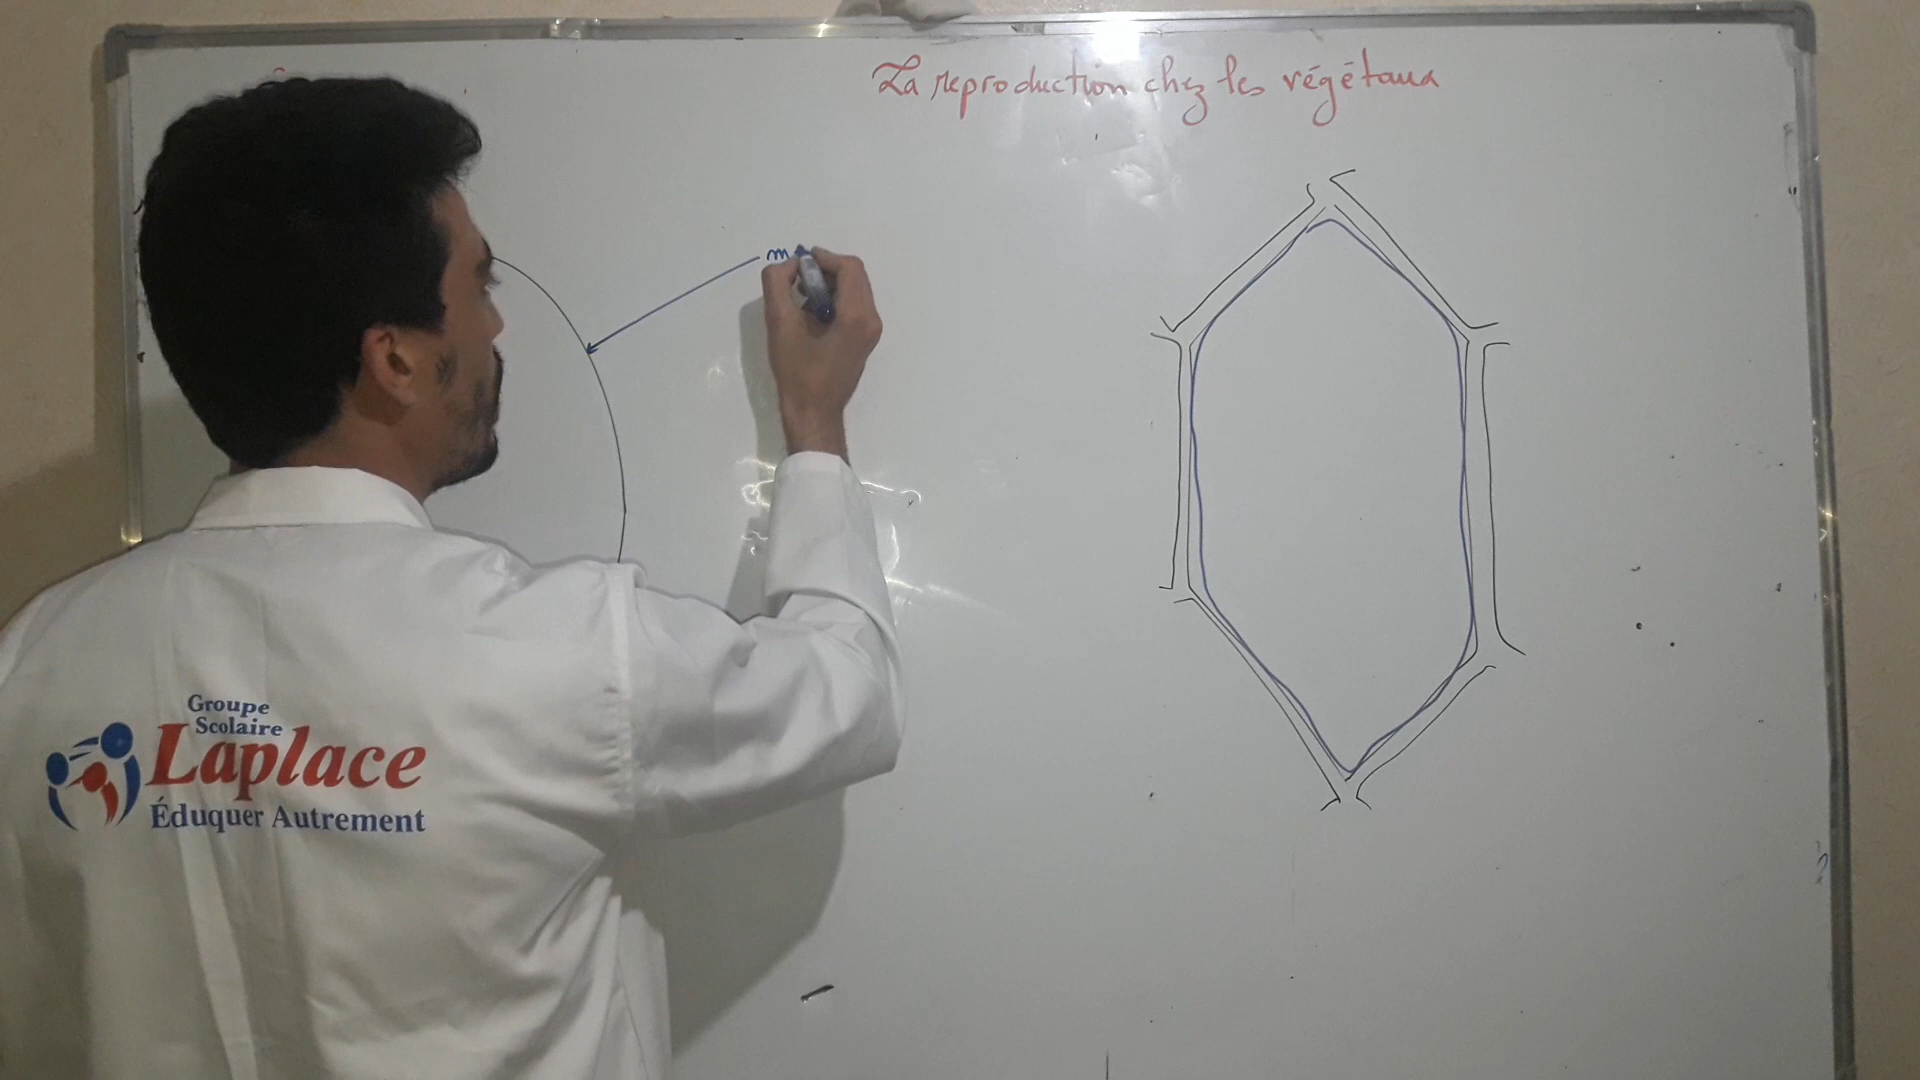 La reproduction chez les végétaux
m
Groupe
Scolaire
Laplace
Éduquer Autrement